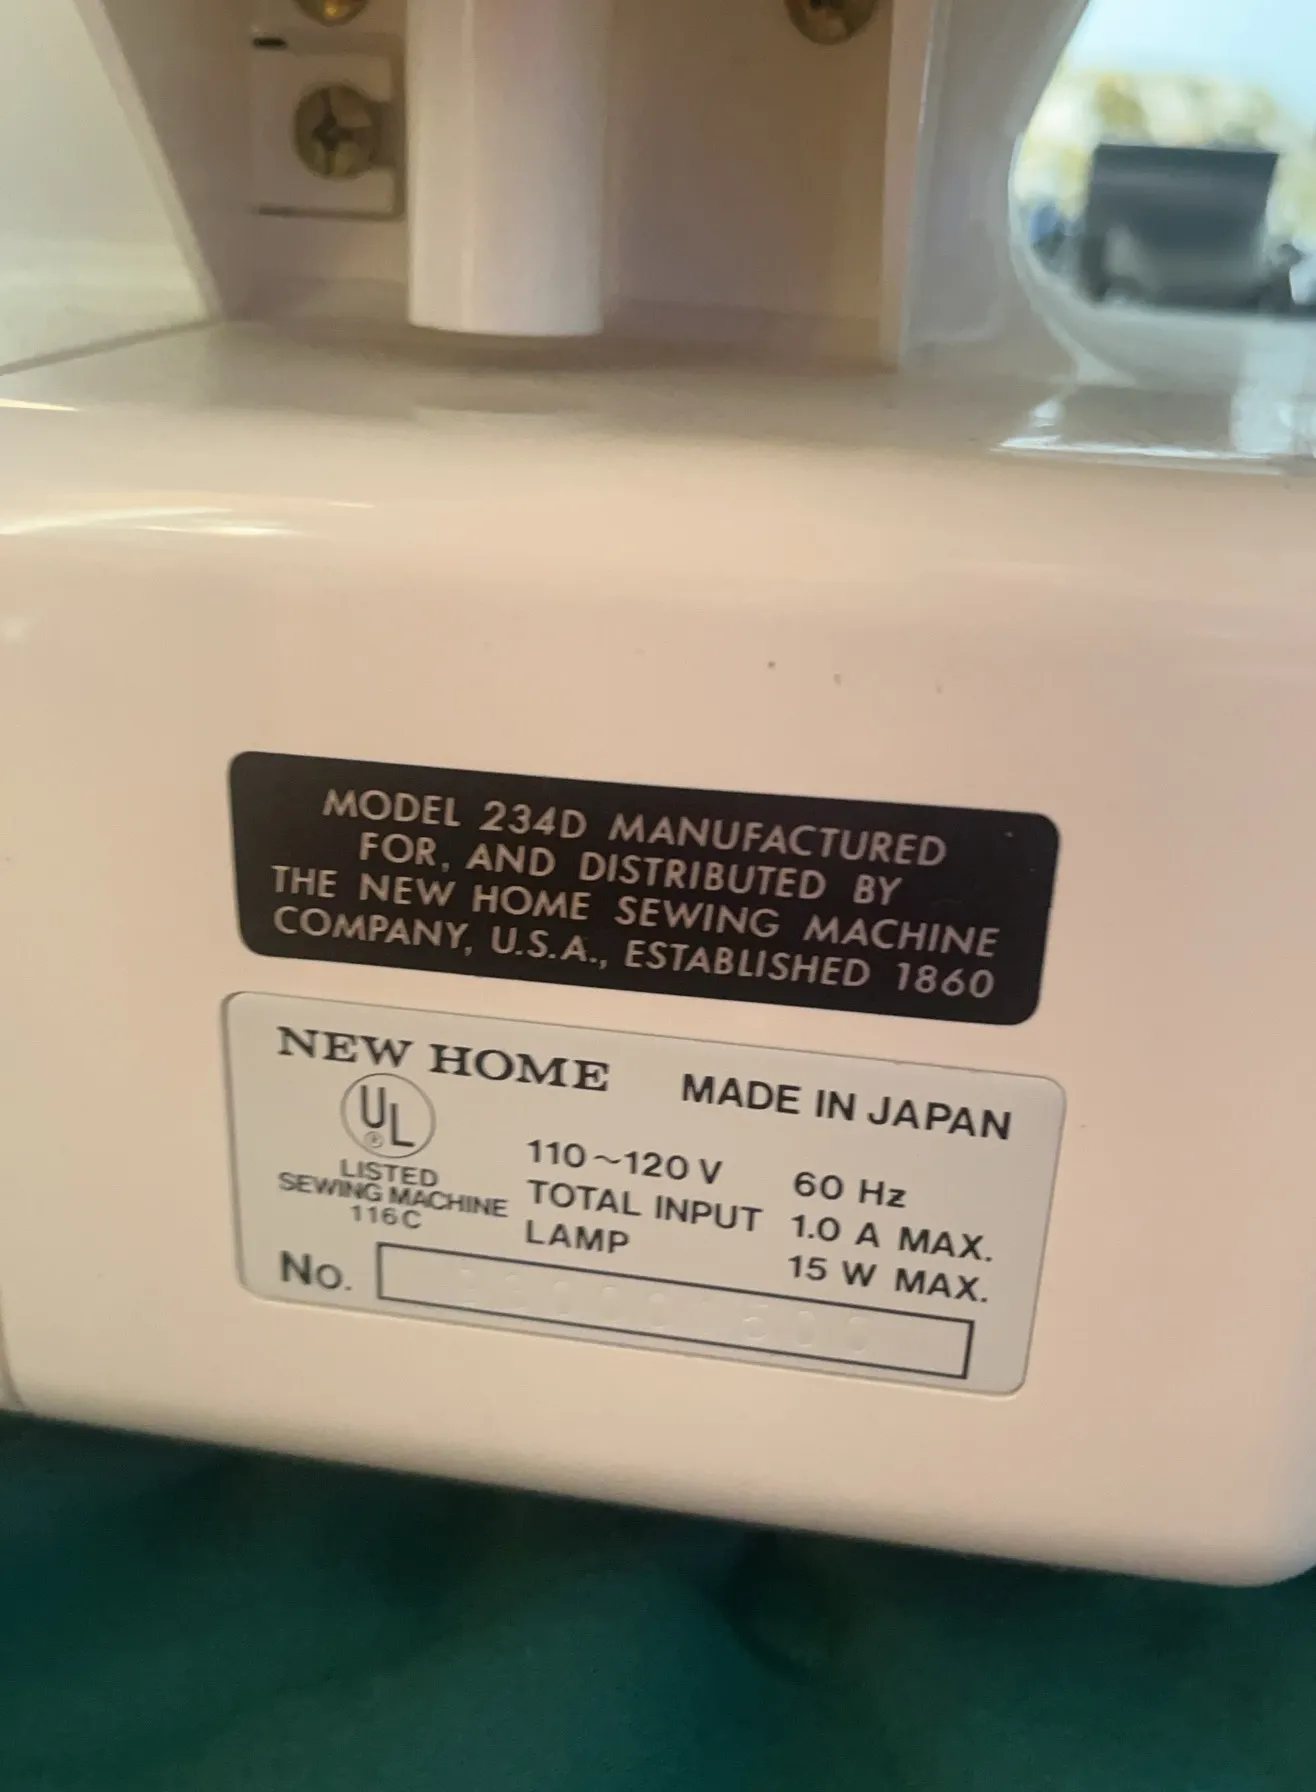 MODEL 234D MANUFACTURED
FOR, AND DISTRIBUTED BY
THE NEW HOME SEWING MACHINE
COMPANY, U.S.A., ESTABLISHED 1860
NEW HOME MADE IN JAPAN
UL
®
LISTED
SEWING MACHINE
116C
110~120 V 60 Hz
TOTAL INPUT 1.0 A MAX.
LAMP 15 W MAX.
No.